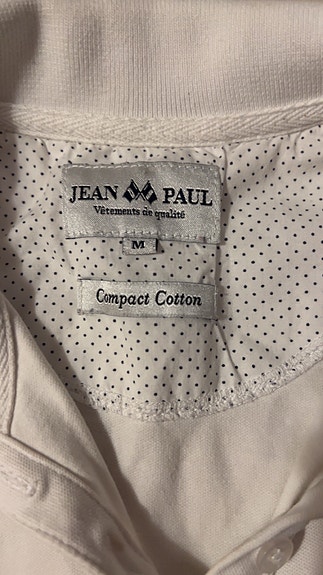 JEAN PAUL
Vêtements de qualité
M
Compact Cotton